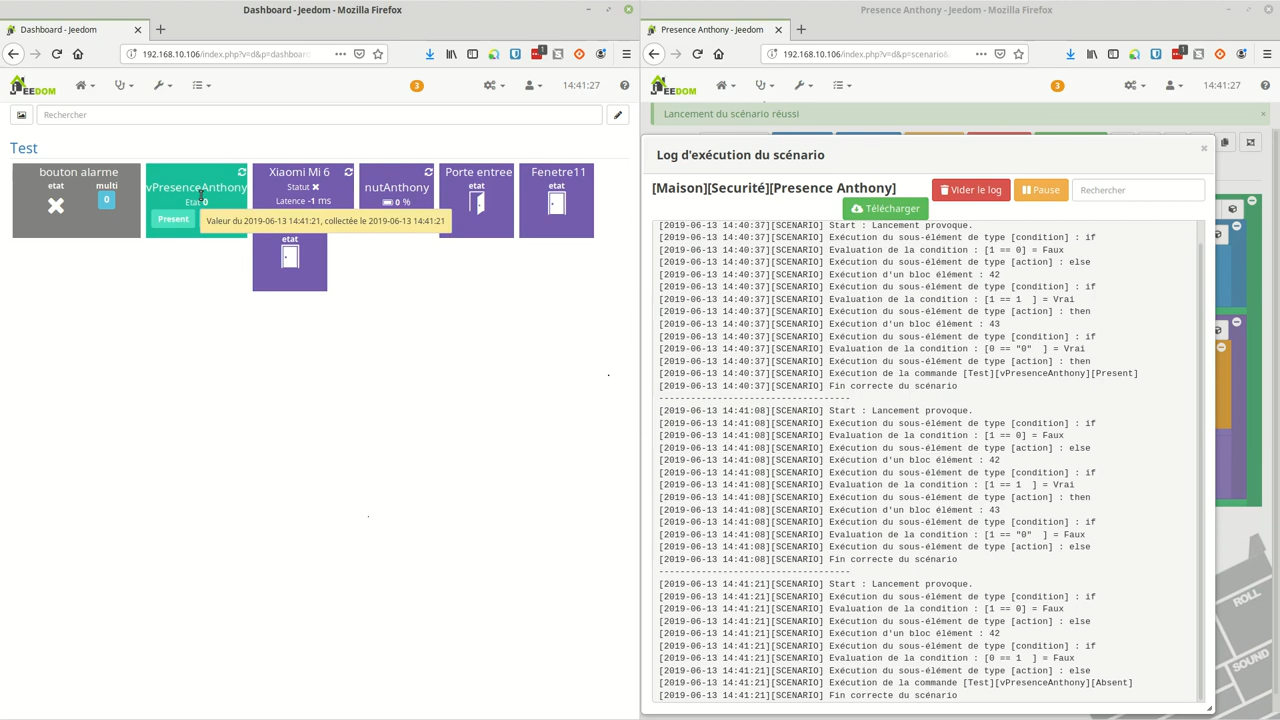 Dashboard - Jeedom - Mozilla Firefox
Dashboard - Jeedom
192.168.10.106/index.php?v=d&p=dashboard
1
JEEDOM
3
14:41:27
Rechercher
Test
bouton alarme
etat
multi
0
vPresenceAnthony
Etat 0
Present
Xiaomi Mi 6
Statut
Latence -1 ms
nutAnthony
0 %
Porte entree
etat
Fenetre11
etat
Valeur du 2019-06-13 14:41:21, collectée le 2019-06-13 14:41:21
etat
Presence Anthony - Jeedom - Mozilla Firefox
Presence Anthony - Jeedom
192.168.10.106/index.php?v=d&p=scenario
1
JEEDOM
3
14:41:27
Lancement du scénario réussi
Log d'exécution du scénario
[Maison][Securité][Presence Anthony]
Vider le log
Pause
Rechercher
Télécharger
[2019-06-13 14:40:37][SCENARIO] Start : Lancement provoque.
[2019-06-13 14:40:37][SCENARIO] Exécution du sous-élément de type [condition] : if
[2019-06-13 14:40:37][SCENARIO] Evaluation de la condition : [1 == 0] = Faux
[2019-06-13 14:40:37][SCENARIO] Exécution du sous-élément de type [action] : else
[2019-06-13 14:40:37][SCENARIO] Exécution d'un bloc élément : 42
[2019-06-13 14:40:37][SCENARIO] Exécution du sous-élément de type [condition] : if
[2019-06-13 14:40:37][SCENARIO] Evaluation de la condition : [1 == 1  ] = Vrai
[2019-06-13 14:40:37][SCENARIO] Exécution du sous-élément de type [action] : then
[2019-06-13 14:40:37][SCENARIO] Exécution d'un bloc élément : 43
[2019-06-13 14:40:37][SCENARIO] Exécution du sous-élément de type [condition] : if
[2019-06-13 14:40:37][SCENARIO] Evaluation de la condition : [0 == "0"  ] = Vrai
[2019-06-13 14:40:37][SCENARIO] Exécution du sous-élément de type [action] : then
[2019-06-13 14:40:37][SCENARIO] Exécution de la commande [Test][vPresenceAnthony][Present]
[2019-06-13 14:40:37][SCENARIO] Fin correcte du scénario
-----------------------------------
[2019-06-13 14:41:08][SCENARIO] Start : Lancement provoque.
[2019-06-13 14:41:08][SCENARIO] Exécution du sous-élément de type [condition] : if
[2019-06-13 14:41:08][SCENARIO] Evaluation de la condition : [1 == 0] = Faux
[2019-06-13 14:41:08][SCENARIO] Exécution du sous-élément de type [action] : else
[2019-06-13 14:41:08][SCENARIO] Exécution d'un bloc élément : 42
[2019-06-13 14:41:08][SCENARIO] Exécution du sous-élément de type [condition] : if
[2019-06-13 14:41:08][SCENARIO] Evaluation de la condition : [1 == 1  ] = Vrai
[2019-06-13 14:41:08][SCENARIO] Exécution du sous-élément de type [action] : then
[2019-06-13 14:41:08][SCENARIO] Exécution d'un bloc élément : 43
[2019-06-13 14:41:08][SCENARIO] Exécution du sous-élément de type [condition] : if
[2019-06-13 14:41:08][SCENARIO] Evaluation de la condition : [1 == "0"  ] = Faux
[2019-06-13 14:41:08][SCENARIO] Exécution du sous-élément de type [action] : else
[2019-06-13 14:41:08][SCENARIO] Fin correcte du scénario
-----------------------------------
[2019-06-13 14:41:21][SCENARIO] Start : Lancement provoque.
[2019-06-13 14:41:21][SCENARIO] Exécution du sous-élément de type [condition] : if
[2019-06-13 14:41:21][SCENARIO] Evaluation de la condition : [1 == 0] = Faux
[2019-06-13 14:41:21][SCENARIO] Exécution du sous-élément de type [action] : else
[2019-06-13 14:41:21][SCENARIO] Exécution d'un bloc élément : 42
[2019-06-13 14:41:21][SCENARIO] Exécution du sous-élément de type [condition] : if
[2019-06-13 14:41:21][SCENARIO] Evaluation de la condition : [0 == 1  ] = Faux
[2019-06-13 14:41:21][SCENARIO] Exécution du sous-élément de type [action] : else
[2019-06-13 14:41:21][SCENARIO] Exécution de la commande [Test][vPresenceAnthony][Absent]
[2019-06-13 14:41:21][SCENARIO] Fin correcte du scénario
ROLL
SOUND